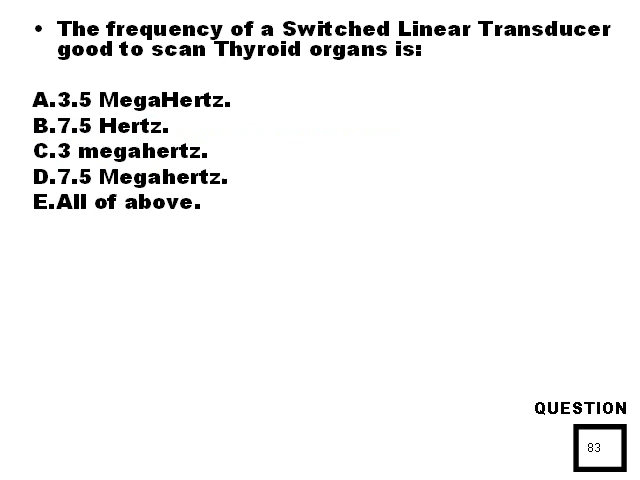 • The frequency of a Switched Linear Transducer
good to scan Thyroid organs is:
A.3.5 MegaHertz.
B.7.5 Hertz.
C.3 megahertz.
D.7.5 Megahertz.
E.All of above.
QUESTION
83